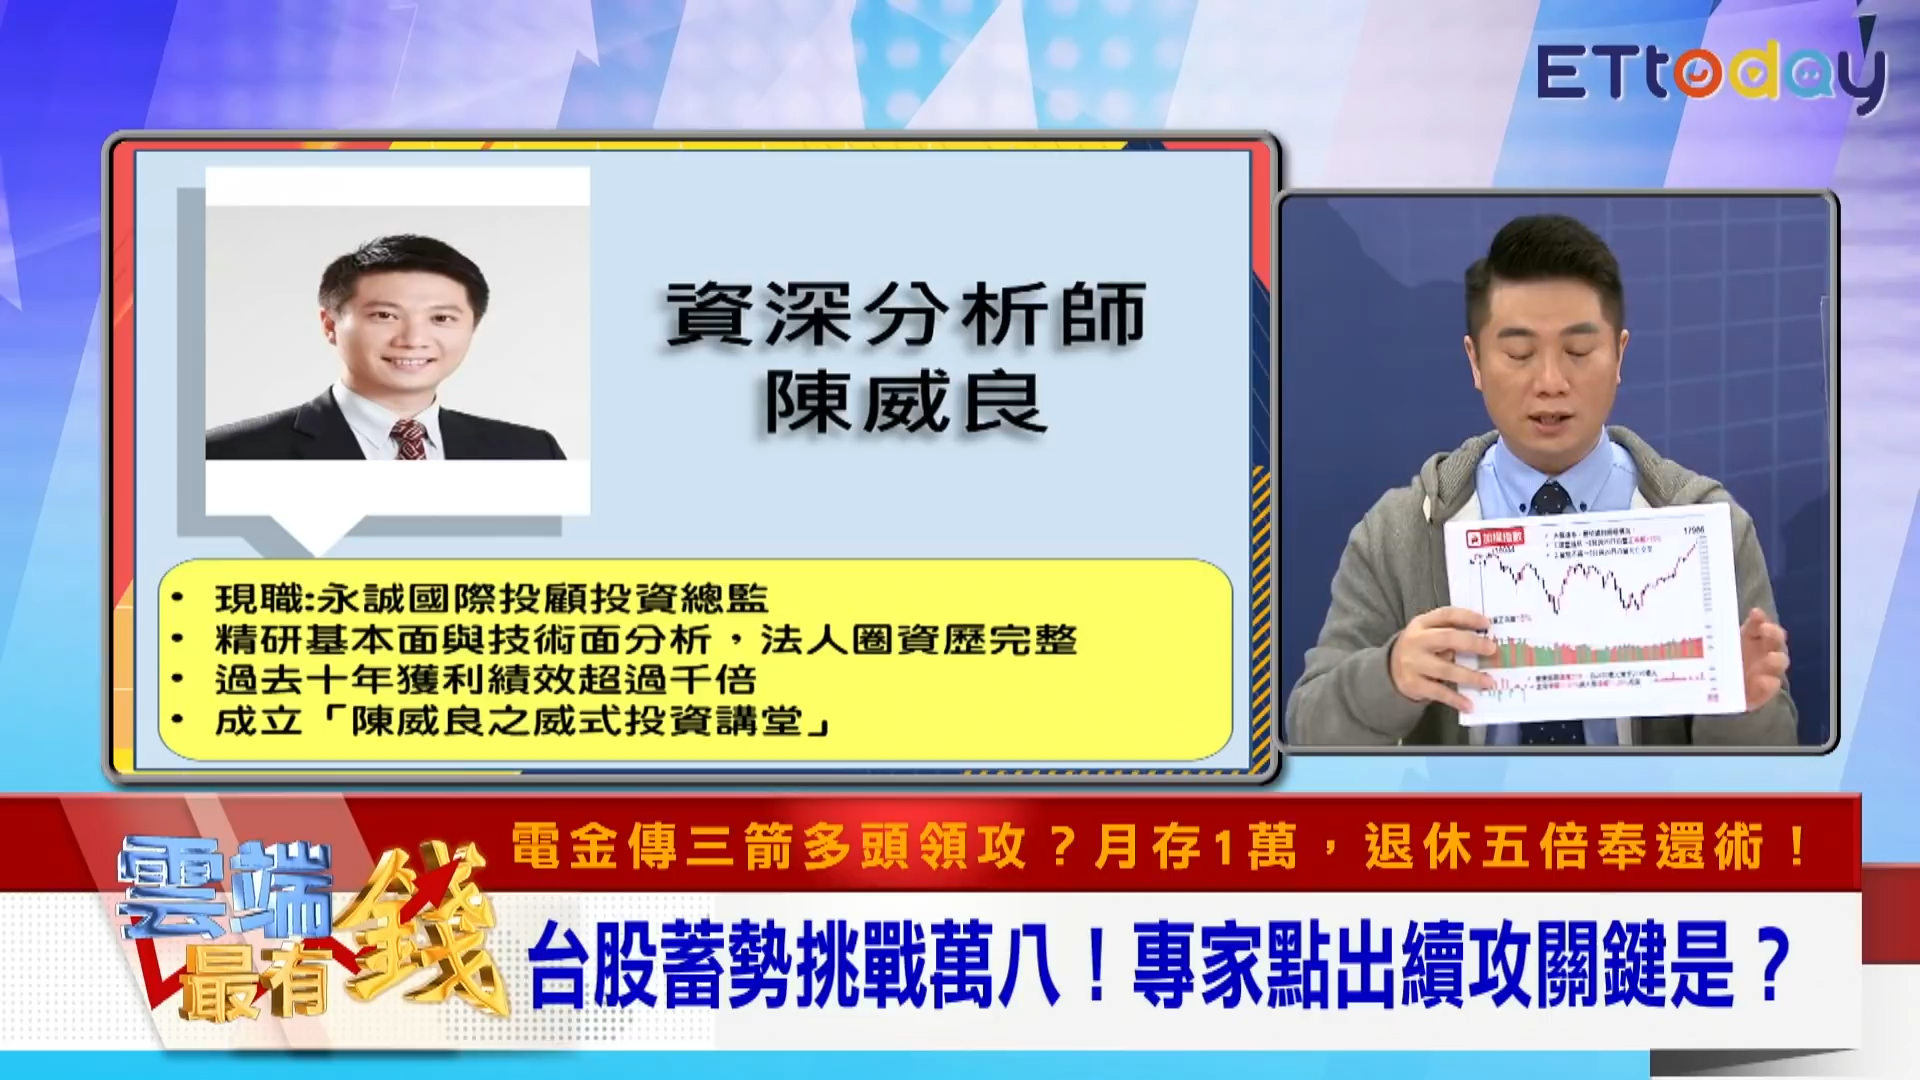 ETtoday
資深分析師
陳威良
• 現職:永誠國際投顧投資總監
• 精研基本面與技術面分析，法人圈資歷完整
• 過去十年獲利績效超過千倍
• 成立「陳威良之威式投資講堂」
加權指數
17986
電金傳三箭多頭領攻？月存1萬，退休五倍奉還術！
雲端最有錢
台股蓄勢挑戰萬八！專家點出續攻關鍵是？